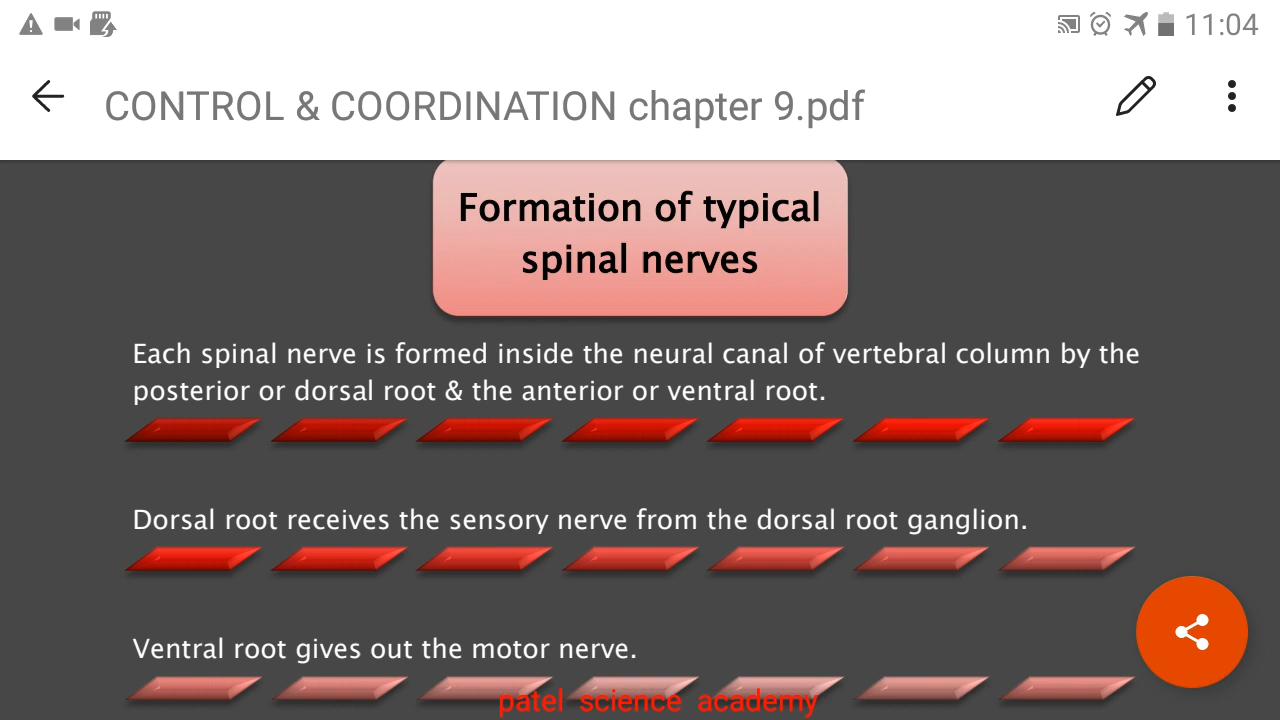 11:04
CONTROL & COORDINATION chapter 9.pdf
Formation of typical
spinal nerves
Each spinal nerve is formed inside the neural canal of vertebral column by the
posterior or dorsal root & the anterior or ventral root.
Dorsal root receives the sensory nerve from the dorsal root ganglion.
Ventral root gives out the motor nerve.
patel science academy